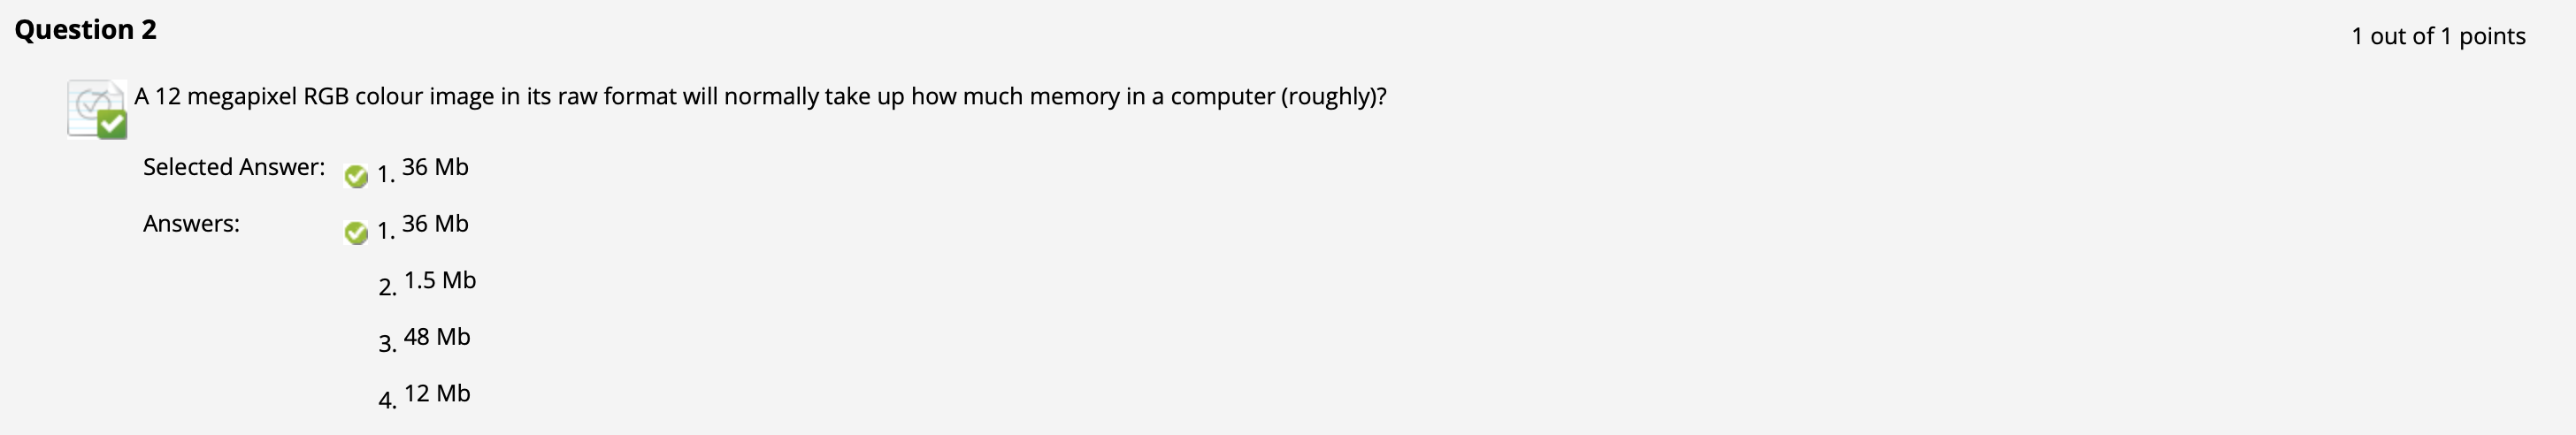 Question 2
1 out of 1 points
A 12 megapixel RGB colour image in its raw format will normally take up how much memory in a computer (roughly)?
Selected Answer: 1. 36 Mb
Answers: 1. 36 Mb
2. 1.5 Mb
3. 48 Mb
4. 12 Mb